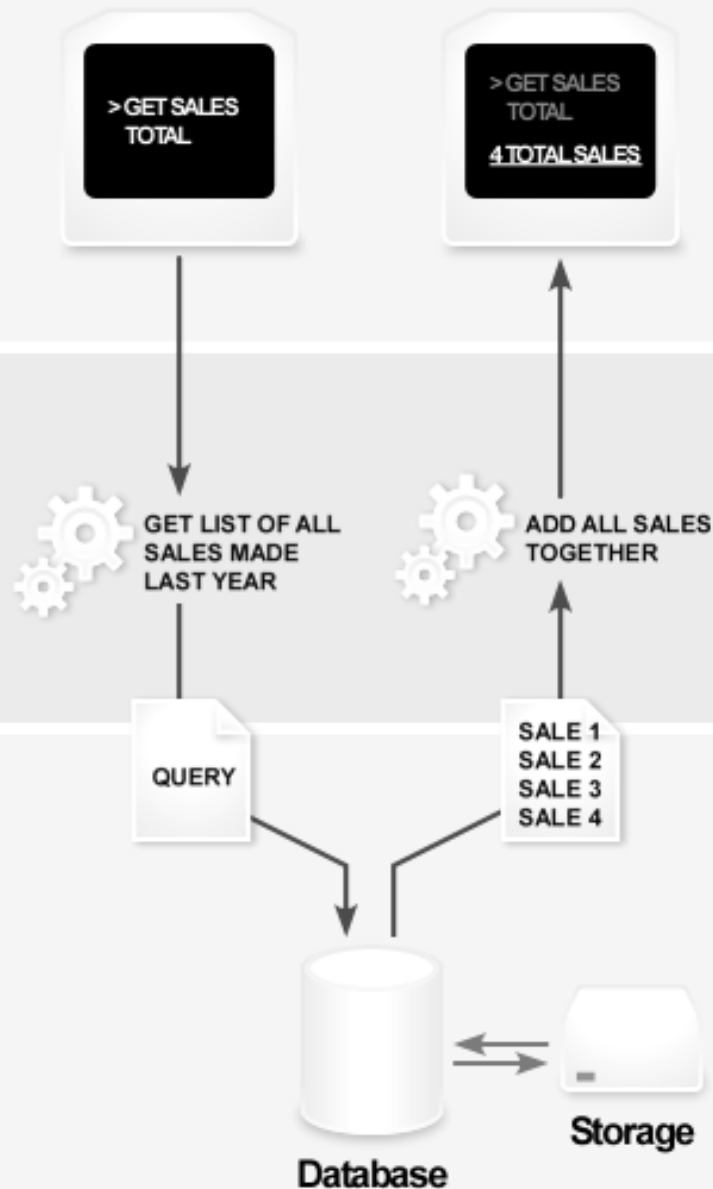 > GET SALES
TOTAL
> GET SALES
TOTAL
4 TOTAL SALES
GET LIST OF ALL
SALES MADE
LAST YEAR
ADD ALL SALES
TOGETHER
QUERY
SALE 1
SALE 2
SALE 3
SALE 4
Storage
Database